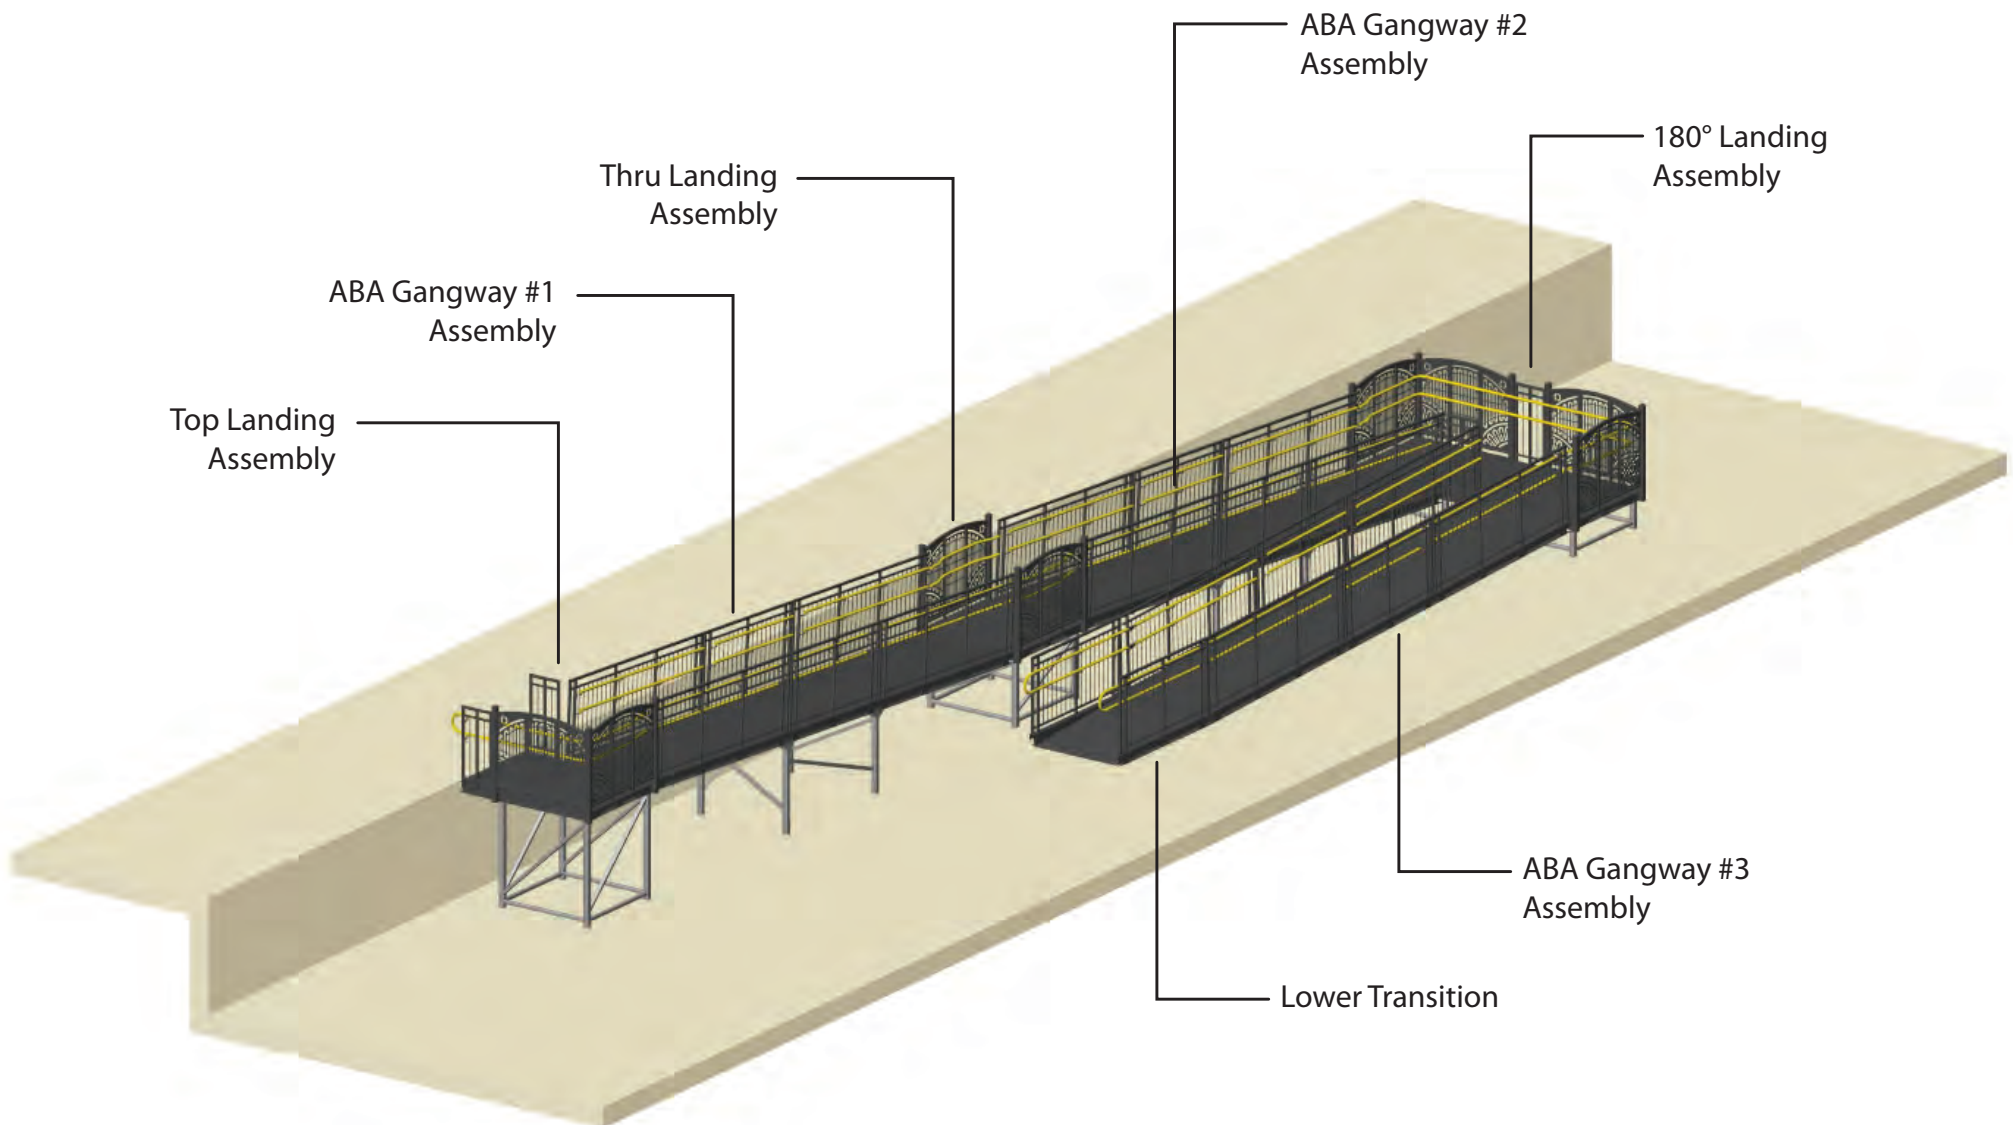 ABA Gangway #2
Assembly
180° Landing
Assembly
Thru Landing
Assembly
ABA Gangway #1
Assembly
Top Landing
Assembly
ABA Gangway #3
Assembly
Lower Transition